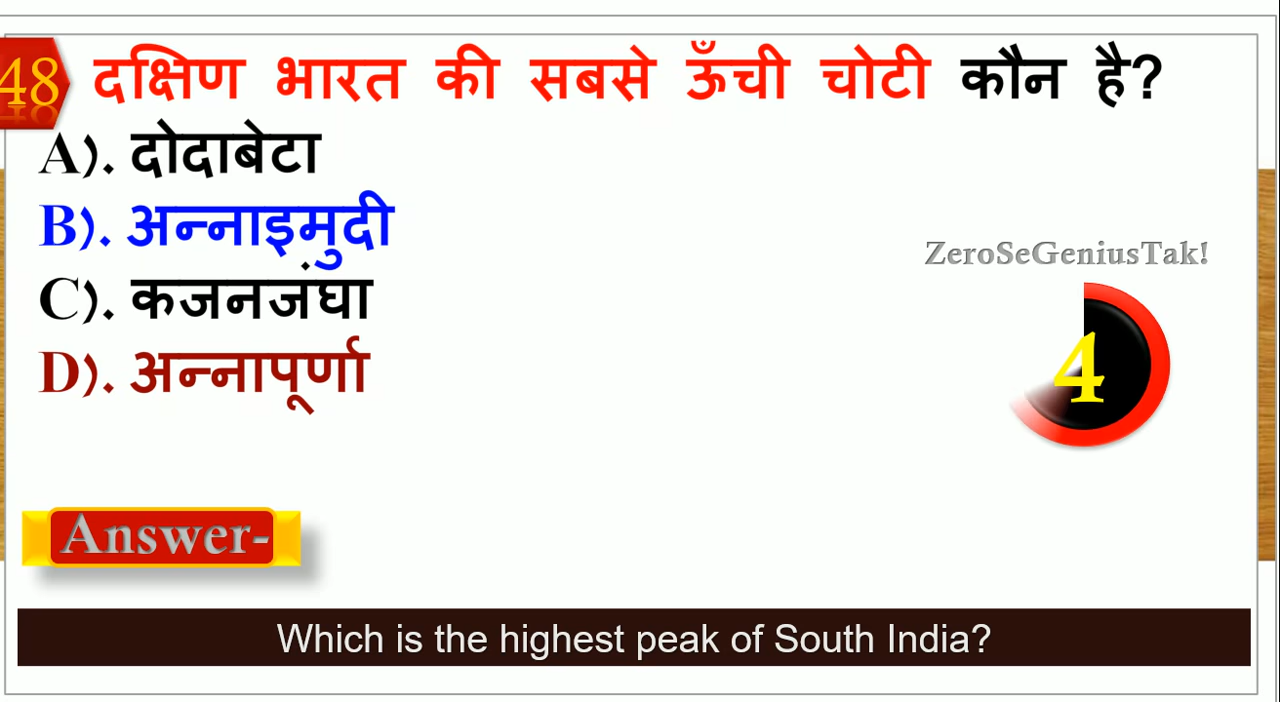 48 दक्षिण भारत की सबसे ऊँची चोटी कौन है?
A). दोदाबेटा
B). अन्नाइमुदी
C). कजनजंघा
D). अन्नापूर्णा
ZeroSeGeniusTak!
4
Answer-
Which is the highest peak of South India?